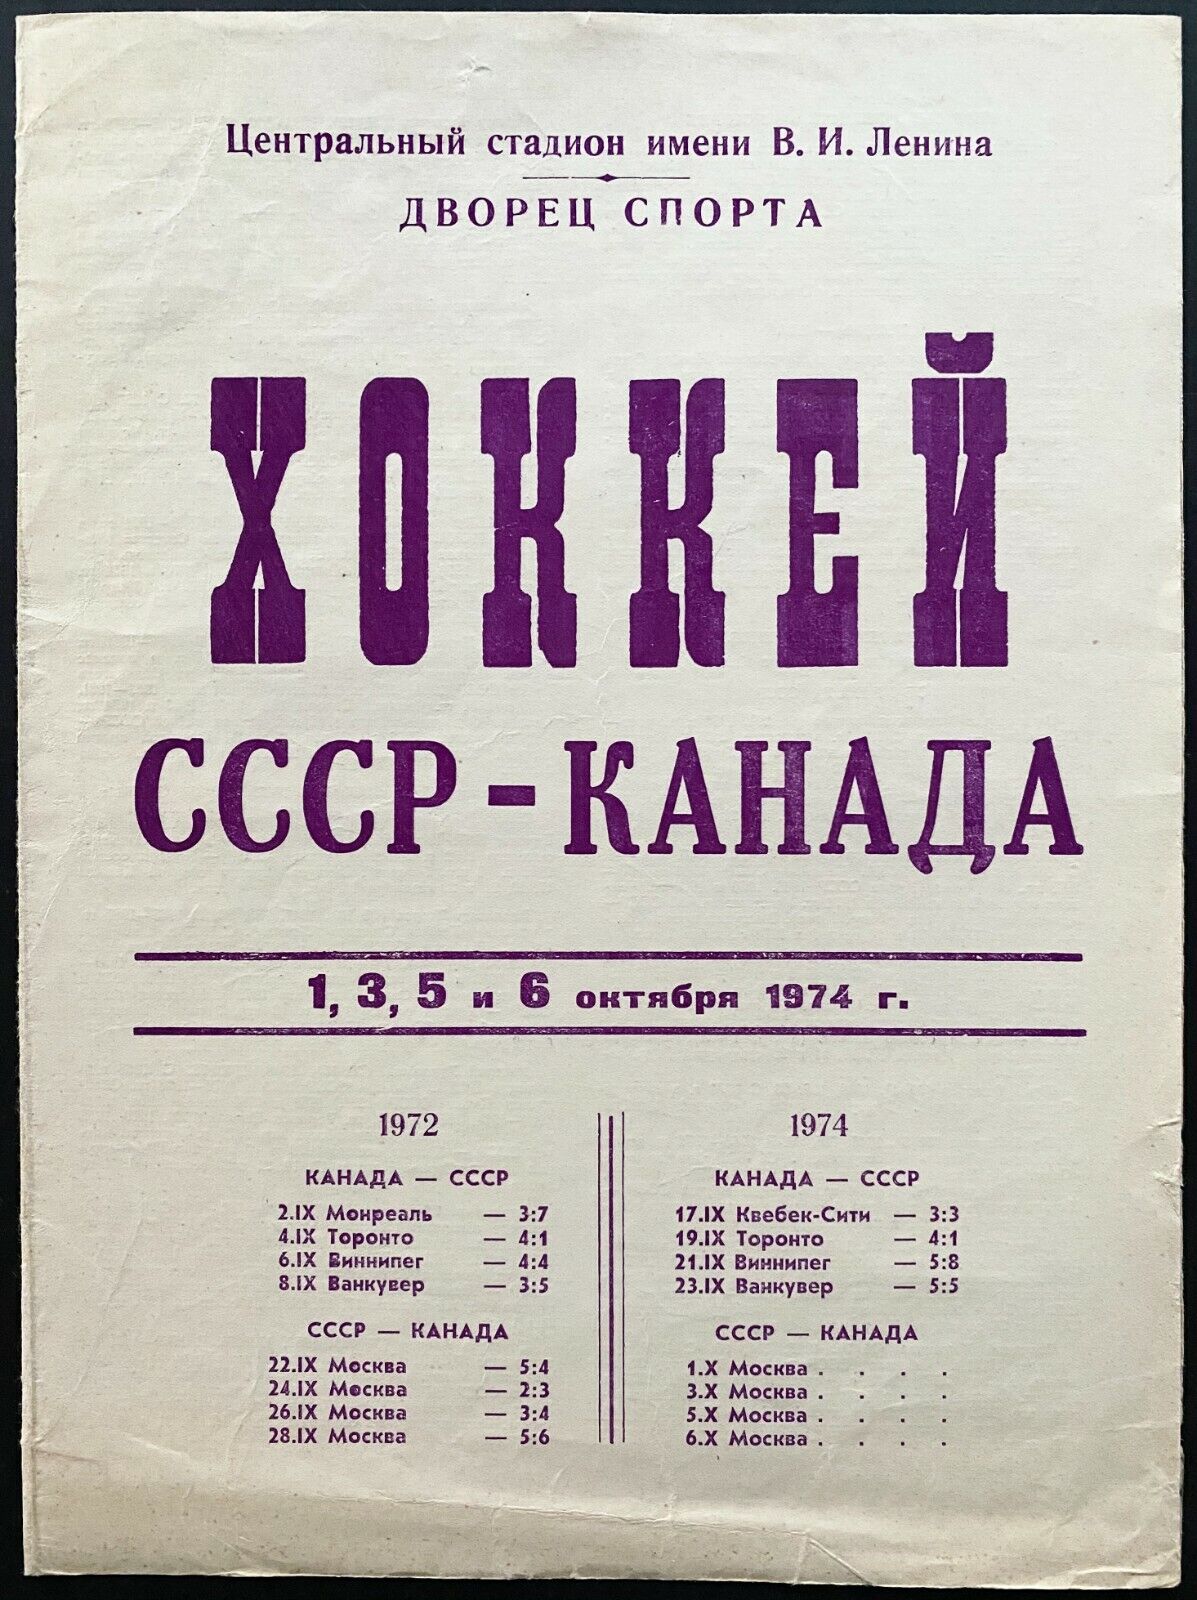 Центральный стадион имени В. И. Ленина
ДВОРЕЦ СПОРТА
ХОККЕЙ
СССР-КАНАДА
1, 3, 5 и 6 октября 1974 г.
1972
КАНАДА — СССР
2.IX Монреаль — 3:7
4.IX Торонто — 4:1
6.IX Виннипег — 4:4
8.IX Ванкувер — 3:5
СССР — КАНАДА
22.IX Москва — 5:4
24.IX Москва — 2:3
26.IX Москва — 3:4
28.IX Москва — 5:6
1974
КАНАДА — СССР
17.IX Квебек-Сити — 3:3
19.IX Торонто — 4:1
21.IX Виннипег — 5:8
23.IX Ванкувер — 5:5
СССР — КАНАДА
1.X Москва . . . .
3.X Москва . . . .
5.X Москва . . . .
6.X Москва . . . .